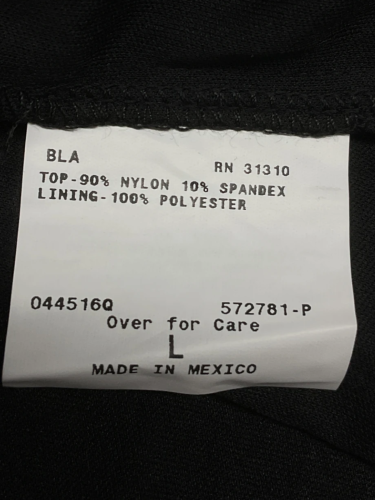 BLA RN 31310
TOP-90% NYLON 10% SPANDEX
LINING-100% POLYESTER
044516Q 572781-P
Over for Care
L
MADE IN MEXICO